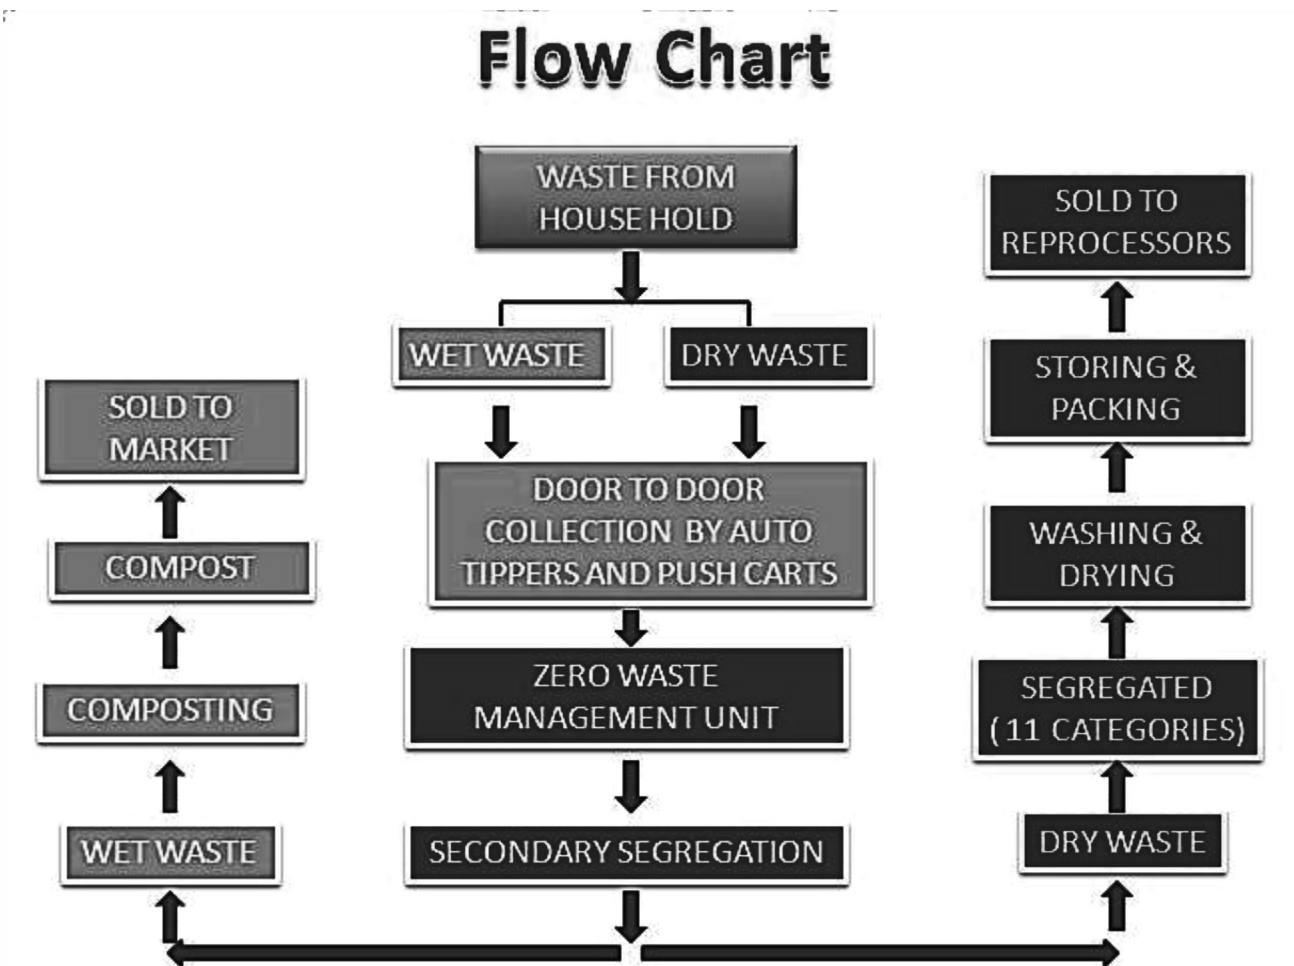 Flow Chart
WASTE FROM
HOUSE HOLD
WET WASTE
DRY WASTE
DOOR TO DOOR
COLLECTION BY AUTO
TIPPERS AND PUSH CARTS
ZERO WASTE
MANAGEMENT UNIT
SECONDARY SEGREGATION
WET WASTE
COMPOSTING
COMPOST
SOLD TO
MARKET
DRY WASTE
SEGREGATED
( 11 CATEGORIES)
WASHING &
DRYING
STORING &
PACKING
SOLD TO
REPROCESSORS